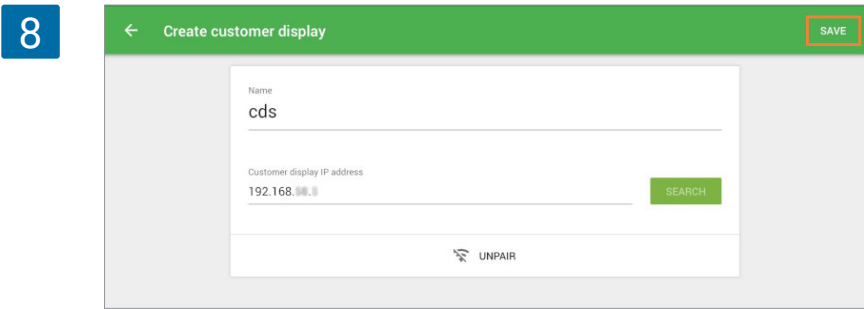 8
Create customer display
SAVE
Name
cds
Customer display IP address
192.168.
SEARCH
UNPAIR